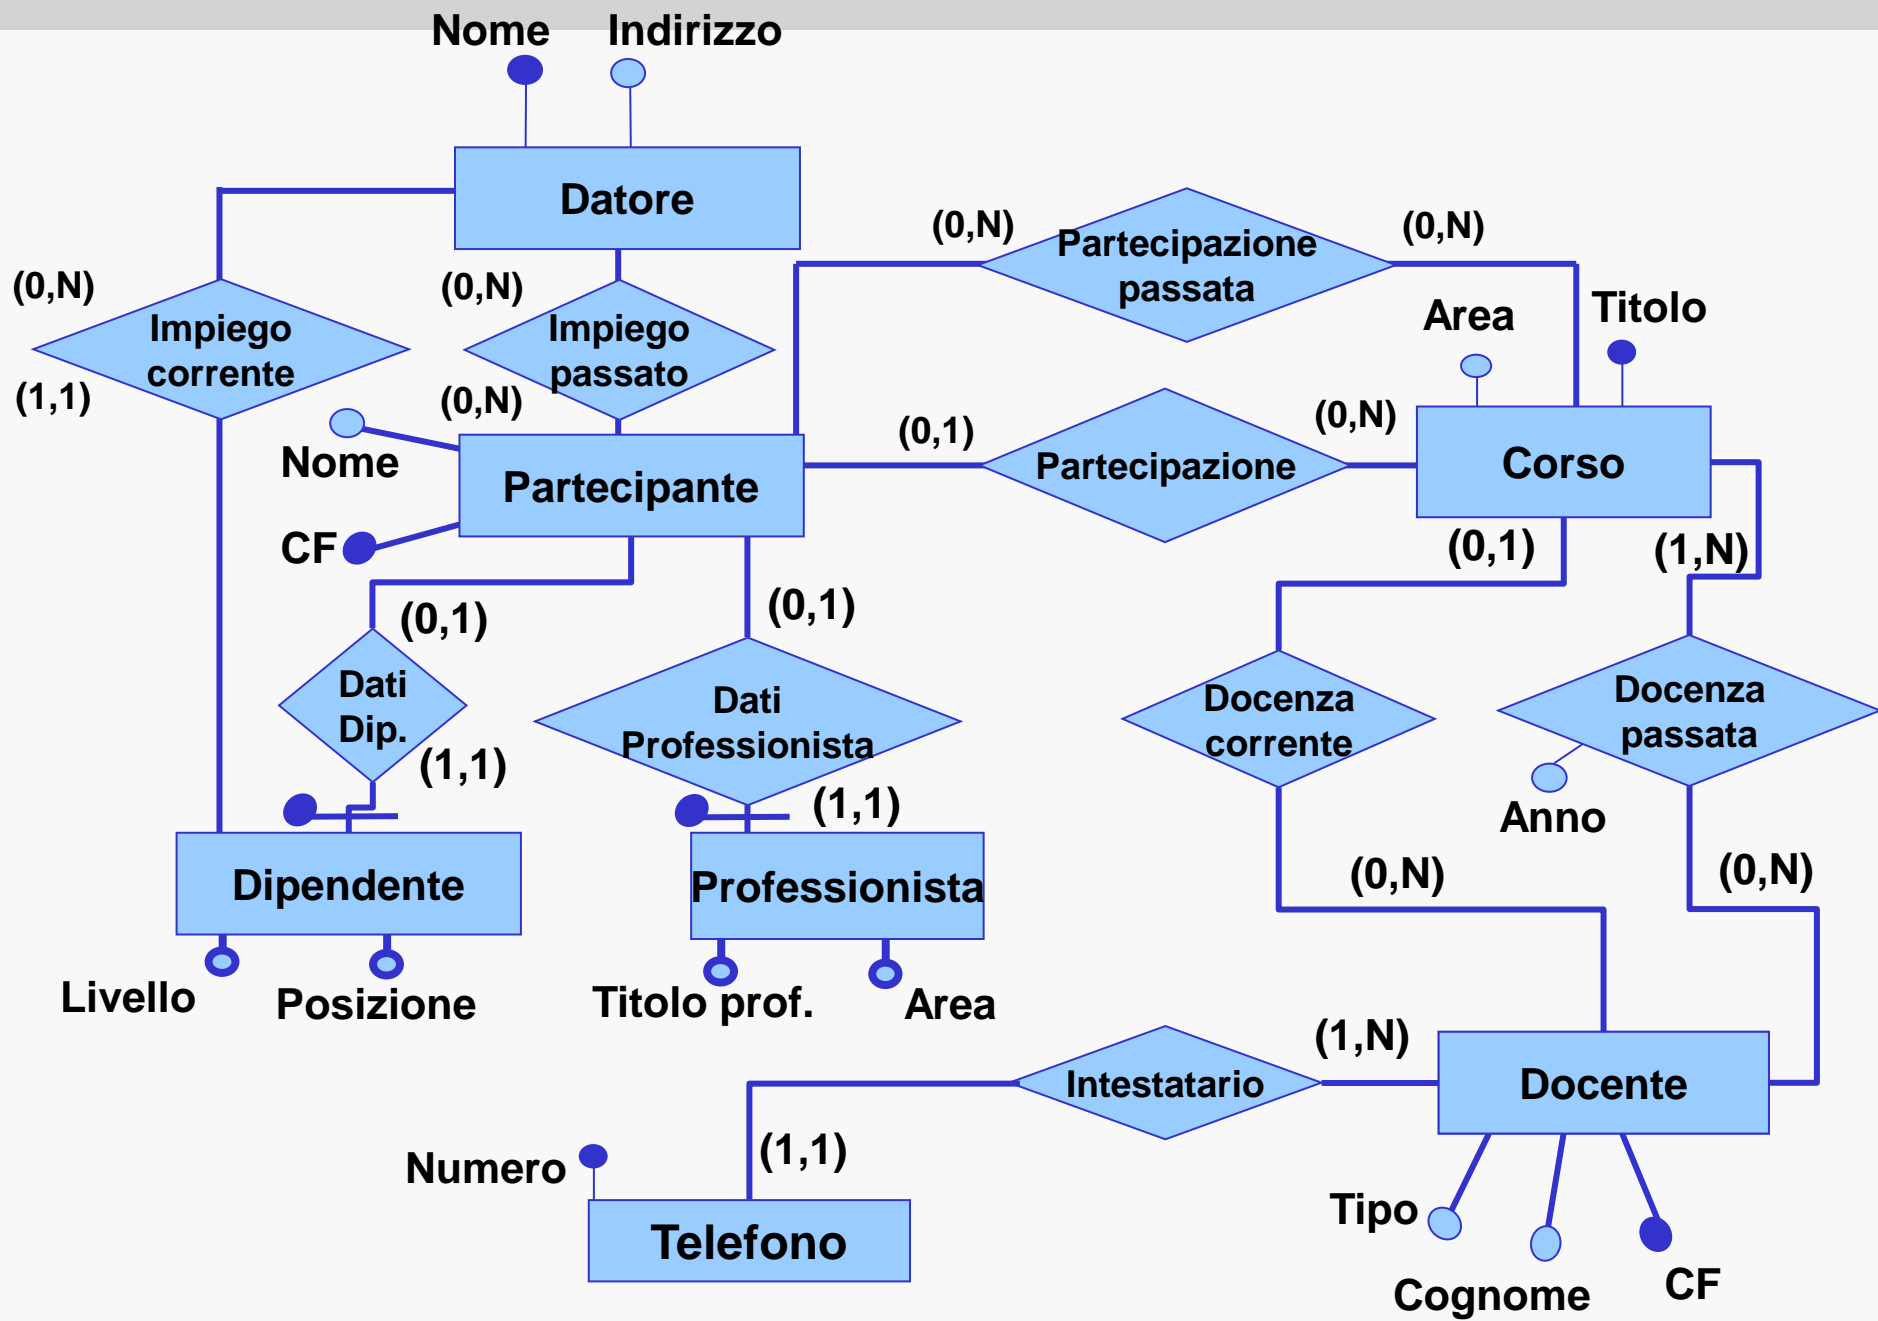 Nome
Indirizzo
Datore
(0,N)
Partecipazione
passata
(0,N)
(0,N)
Impiego
corrente
(1,1)
(0,N)
Impiego
passato
(0,N)
Area
Titolo
Nome
Partecipante
CF
(0,1)
Partecipazione
(0,N)
Corso
(0,1)
(1,N)
(0,1)
Dati
Dip.
(1,1)
(0,1)
Dati
Professionista
(1,1)
Docenza
corrente
Docenza
passata
Anno
(0,N)
(0,N)
Dipendente
Professionista
Livello
Posizione
Titolo prof.
Area
Intestatario
(1,N)
Docente
(1,1)
Numero
Telefono
Tipo
Cognome
CF